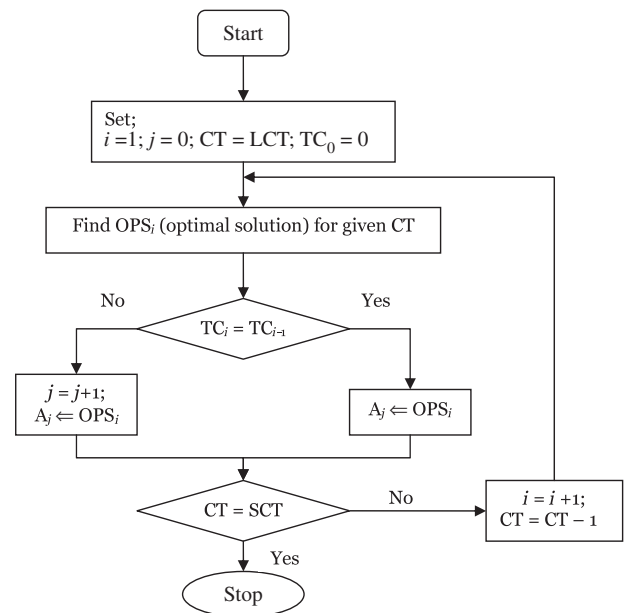 Start
Set;
i =1; j = 0; CT = LCT; TC₀ = 0
Find OPSᵢ (optimal solution) for given CT
No
Yes
TCᵢ = TCᵢ₋₁
j = j+1;
Aⱼ ⇐ OPSᵢ
Aⱼ ⇐ OPSᵢ
CT = SCT
No
i = i +1;
CT = CT − 1
Yes
Stop